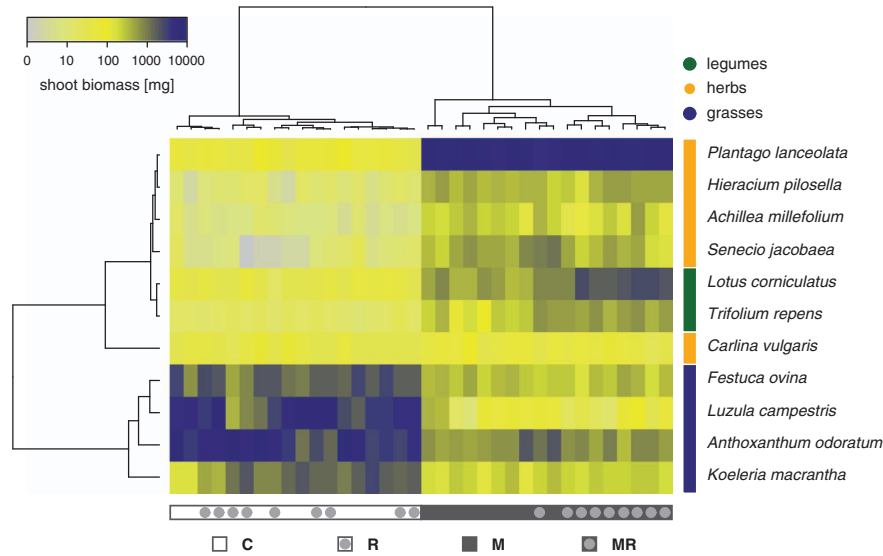 0 10 100 1000 10000
shoot biomass [mg]
legumes
herbs
grasses
Plantago lanceolata
Hieracium pilosella
Achillea millefolium
Senecio jacobaea
Lotus corniculatus
Trifolium repens
Carlina vulgaris
Festuca ovina
Luzula campestris
Anthoxanthum odoratum
Koeleria macrantha
C R M MR